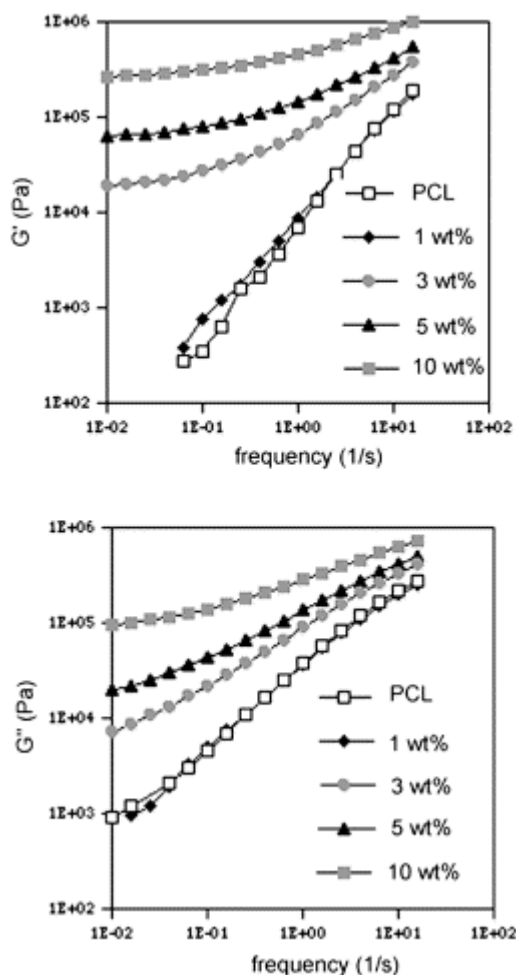 1E+06
1E+05
1E+04
1E+03
1E+02
G' (Pa)
PCL
1 wt%
3 wt%
5 wt%
10 wt%
1E-02 1E-01 1E+00 1E+01 1E+02
frequency (1/s)
1E+06
1E+05
1E+04
1E+03
1E+02
G" (Pa)
PCL
1 wt%
3 wt%
5 wt%
10 wt%
1E-02 1E-01 1E+00 1E+01 1E+02
frequency (1/s)